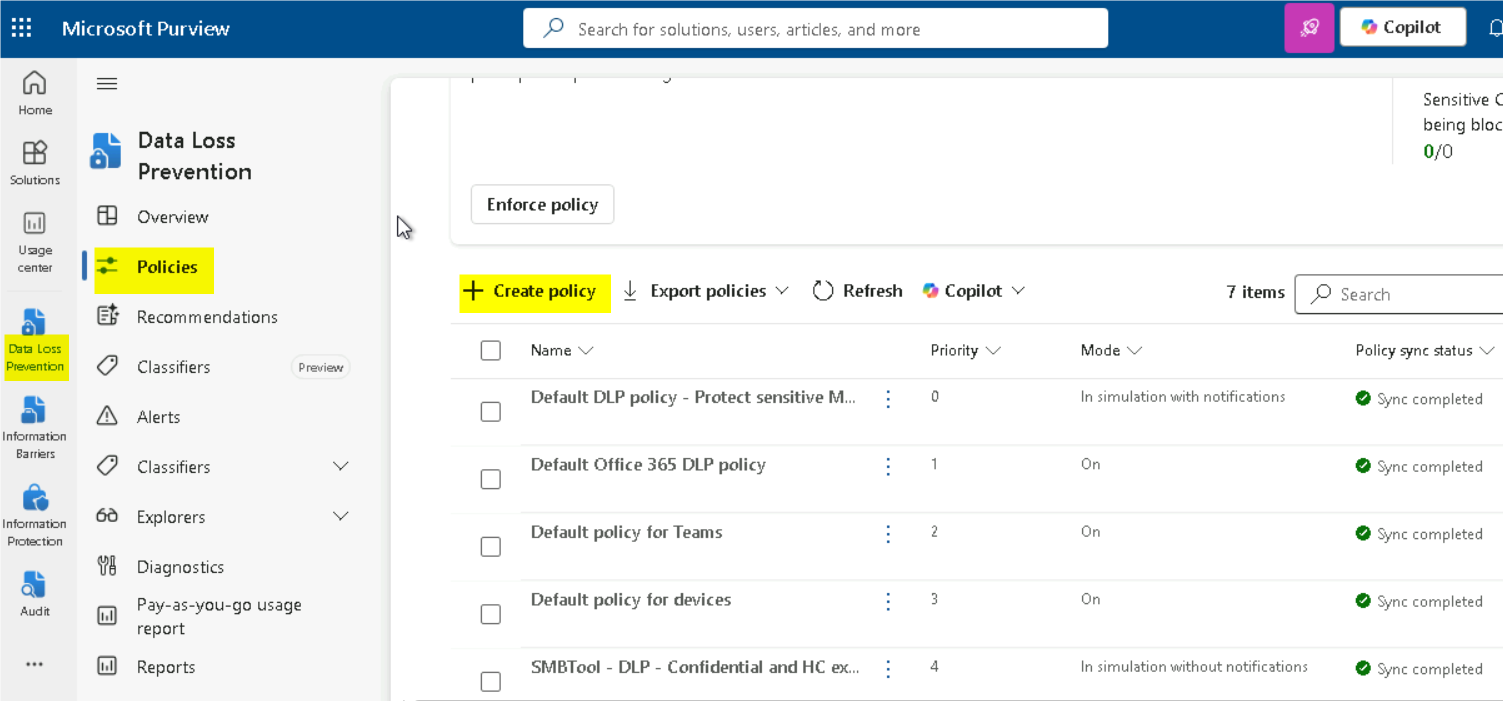 Microsoft Purview
Search for solutions, users, articles, and more
Copilot
Home
Solutions
Usage
center
Data Loss
Prevention
Information
Barriers
Information
Protection
Audit
Data Loss
Prevention
Overview
Policies
Recommendations
Classifiers
Preview
Alerts
Classifiers
Explorers
Diagnostics
Pay-as-you-go usage
report
Reports
Sensitive C
being bloc
0/0
Enforce policy
Create policy
Export policies
Refresh
Copilot
7 items
Search
Name
Priority
Mode
Policy sync status
Default DLP policy - Protect sensitive M...
0
In simulation with notifications
Sync completed
Default Office 365 DLP policy
1
On
Sync completed
Default policy for Teams
2
On
Sync completed
Default policy for devices
3
On
Sync completed
SMBTool - DLP - Confidential and HC ex...
4
In simulation without notifications
Sync completed